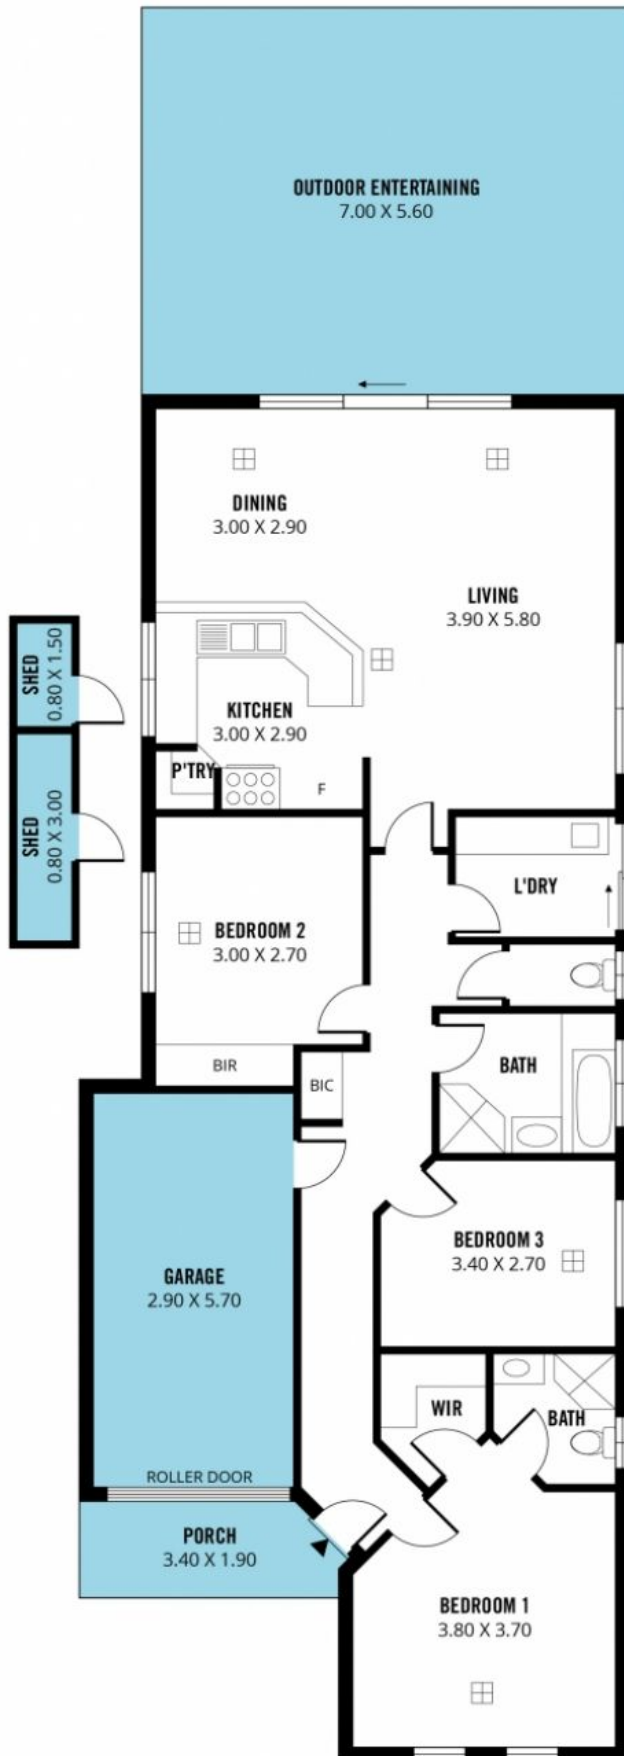 OUTDOOR ENTERTAINING
7.00 X 5.60
DINING
3.00 X 2.90
LIVING
3.90 X 5.80
SHED
0.80 X 1.50
KITCHEN
3.00 X 2.90
P'TRY
F
SHED
0.80 X 3.00
L'DRY
BEDROOM 2
3.00 X 2.70
BIR
BIC
BATH
BEDROOM 3
3.40 X 2.70
GARAGE
2.90 X 5.70
WIR
BATH
ROLLER DOOR
PORCH
3.40 X 1.90
BEDROOM 1
3.80 X 3.70